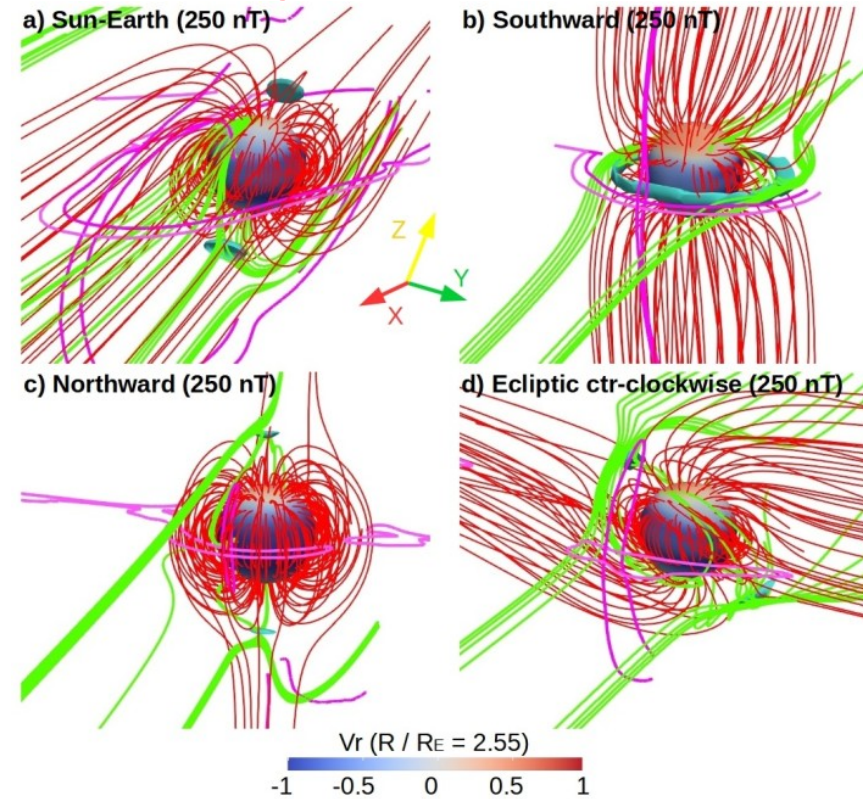 a) Sun-Earth (250 nT)
b) Southward (250 nT)
Z
Y
X
c) Northward (250 nT)
d) Ecliptic ctr-clockwise (250 nT)
Vr (R / RE = 2.55)
-1 -0.5 0 0.5 1